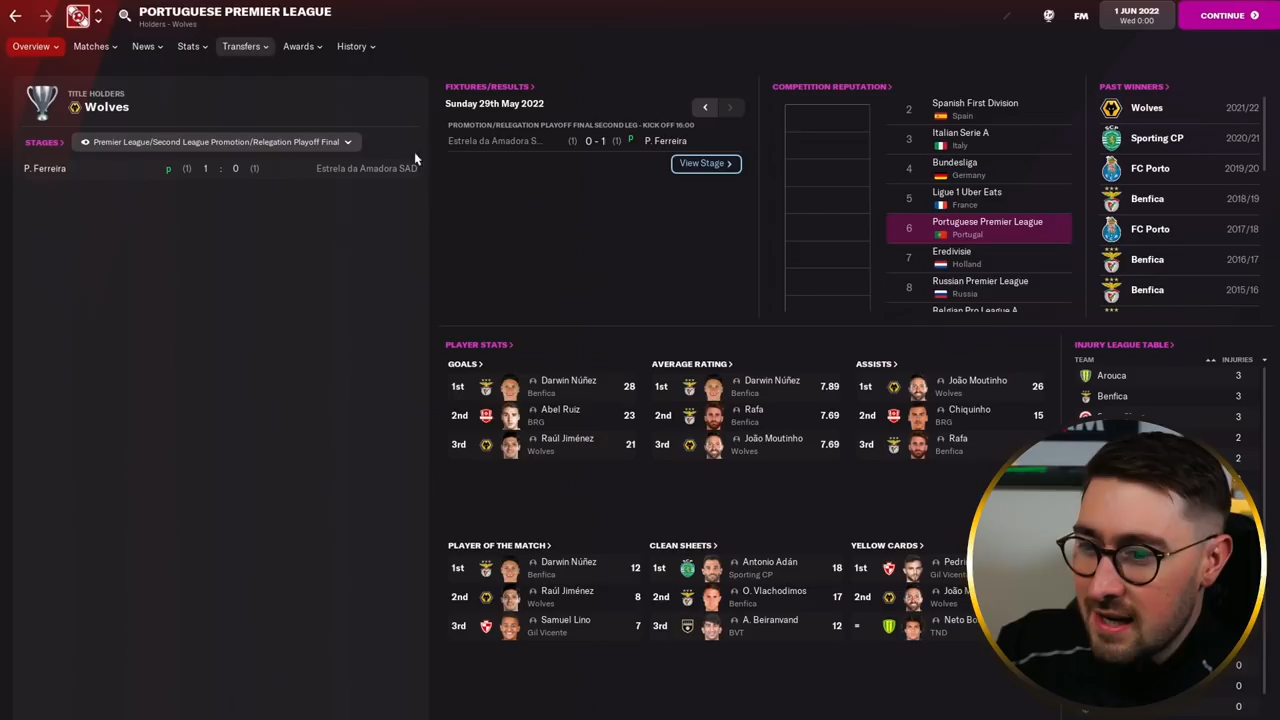 PORTUGUESE PREMIER LEAGUE
Holders - Wolves
FM
1 JUN 2022
Wed 0:00
CONTINUE
Overview
Matches
News
Stats
Transfers
Awards
History
TITLE HOLDERS
Wolves
STAGES
Premier League/Second League Promotion/Relegation Playoff Final
P. Ferreira p (1) 1 : 0 (1) Estrela da Amadora SAD
FIXTURES/RESULTS
Sunday 29th May 2022
PROMOTION/RELEGATION PLAYOFF FINAL SECOND LEG - KICK OFF 16:00
Estrela da Amadora S... (1) 0 - 1 (1) p P. Ferreira
View Stage
COMPETITION REPUTATION
2 Spanish First Division
Spain
3 Italian Serie A
Italy
4 Bundesliga
Germany
5 Ligue 1 Uber Eats
France
6 Portuguese Premier League
Portugal
7 Eredivisie
Holland
8 Russian Premier League
Russia
Belgian Pro League A
PAST WINNERS
Wolves 2021/22
Sporting CP 2020/21
FC Porto 2019/20
Benfica 2018/19
FC Porto 2017/18
Benfica 2016/17
Benfica 2015/16
PLAYER STATS
GOALS
1st Darwin Núñez 28
Benfica
2nd Abel Ruiz 23
BRG
3rd Raúl Jiménez 21
Wolves
AVERAGE RATING
1st Darwin Núñez 7.89
Benfica
2nd Rafa 7.69
Benfica
3rd João Moutinho 7.69
Wolves
ASSISTS
1st João Moutinho 26
Wolves
2nd Chiquinho 15
BRG
3rd Rafa
Benfica
PLAYER OF THE MATCH
1st Darwin Núñez 12
Benfica
2nd Raúl Jiménez 8
Wolves
3rd Samuel Lino 7
Gil Vicente
CLEAN SHEETS
1st Antonio Adán 18
Sporting CP
2nd O. Vlachodimos 17
Benfica
3rd A. Beiranvand 12
BVT
YELLOW CARDS
1st
Gil Vicente
2nd
Wolves
= Neto
TND
INJURY LEAGUE TABLE
TEAM INJURIES
Arouca 3
Benfica 3
3
2
2
0
0
0